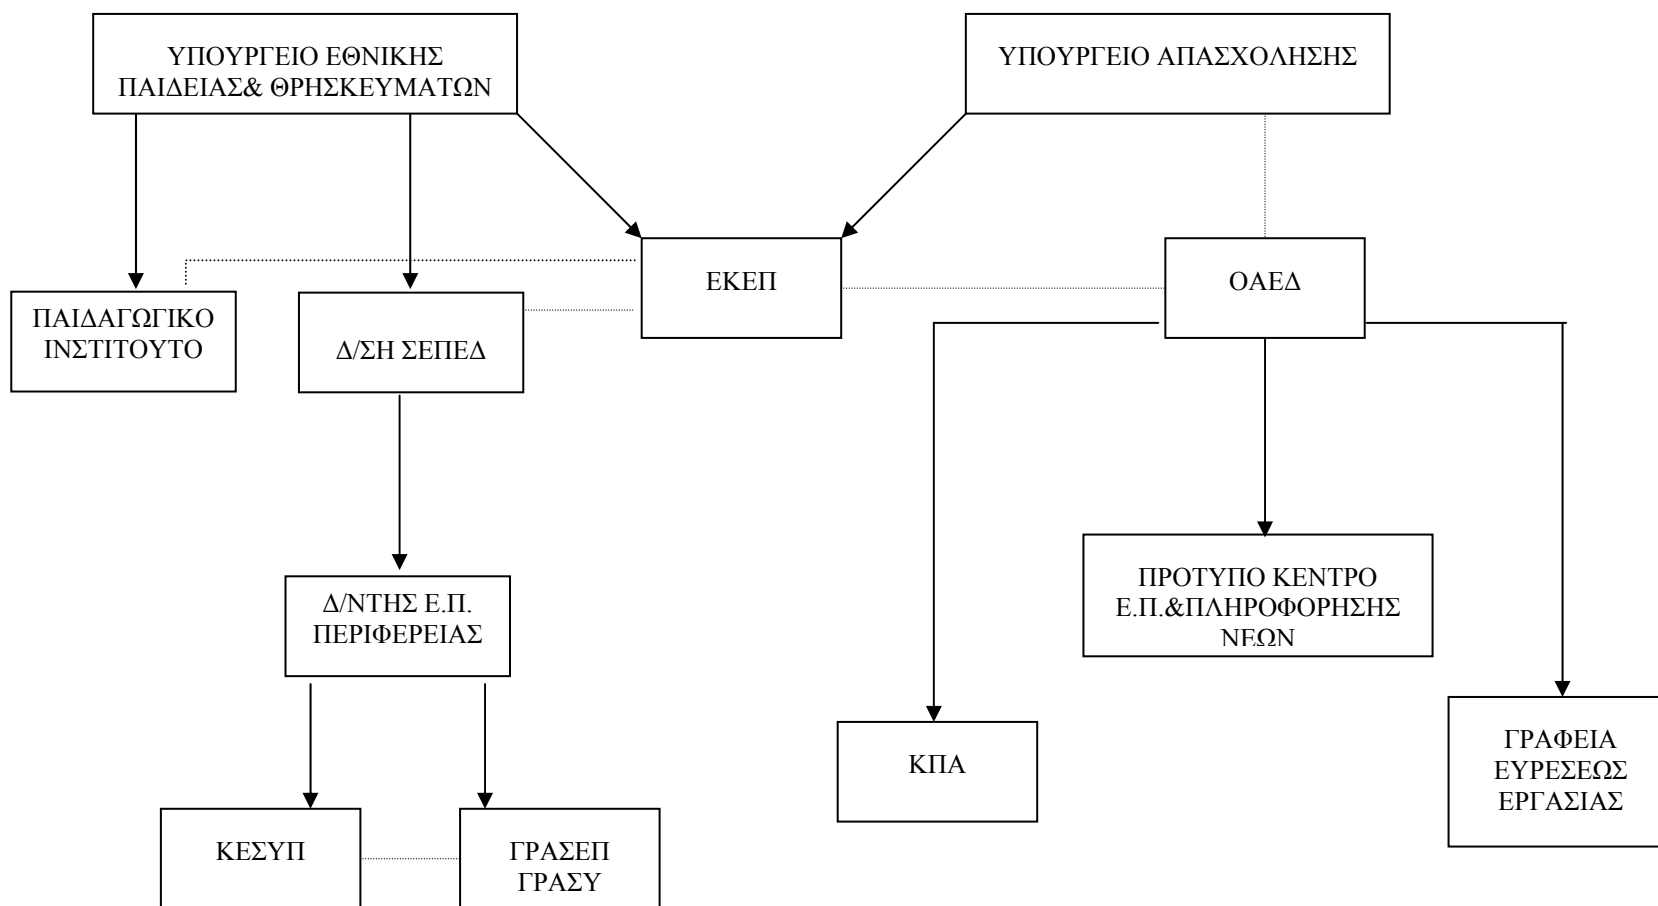 ΥΠΟΥΡΓΕΙΟ ΕΘΝΙΚΗΣ
ΠΑΙΔΕΙΑΣ& ΘΡΗΣΚΕΥΜΑΤΩΝ
ΥΠΟΥΡΓΕΙΟ ΑΠΑΣΧΟΛΗΣΗΣ
ΕΚΕΠ
ΟΑΕΔ
ΠΑΙΔΑΓΩΓΙΚΟ
ΙΝΣΤΙΤΟΥΤΟ
Δ/ΣΗ ΣΕΠΕΔ
Δ/ΝΤΗΣ Ε.Π.
ΠΕΡΙΦΕΡΕΙΑΣ
ΠΡΟΤΥΠΟ ΚΕΝΤΡΟ
Ε.Π.&ΠΛΗΡΟΦΟΡΗΣΗΣ
ΝΕΩΝ
ΚΠΑ
ΓΡΑΦΕΙΑ
ΕΥΡΕΣΕΩΣ
ΕΡΓΑΣΙΑΣ
ΚΕΣΥΠ
ΓΡΑΣΕΠ
ΓΡΑΣΥ